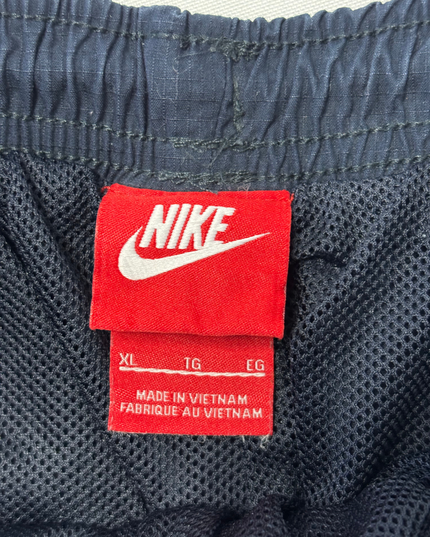 NIKE
XL TG EG
MADE IN VIETNAM
FABRIQUE AU VIETNAM